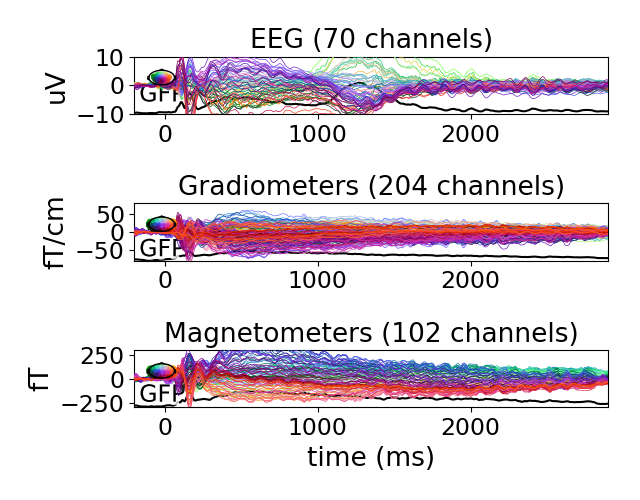 EEG (70 channels)
10
0
−10
uV
GFP
0 1000 2000
Gradiometers (204 channels)
50
0
−50
fT/cm
GFP
0 1000 2000
Magnetometers (102 channels)
250
0
−250
fT
GFP
0 1000 2000
time (ms)